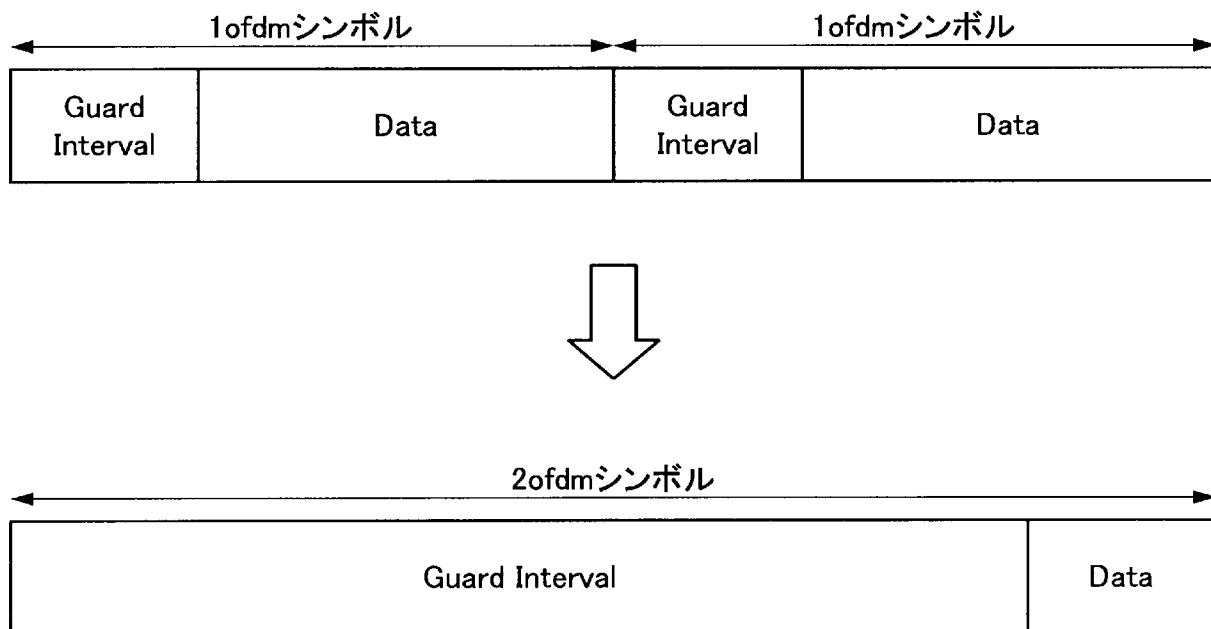 1ofdmシンボル 1ofdmシンボル
Guard
Interval
Data
Guard
Interval
Data
2ofdmシンボル
Guard Interval Data